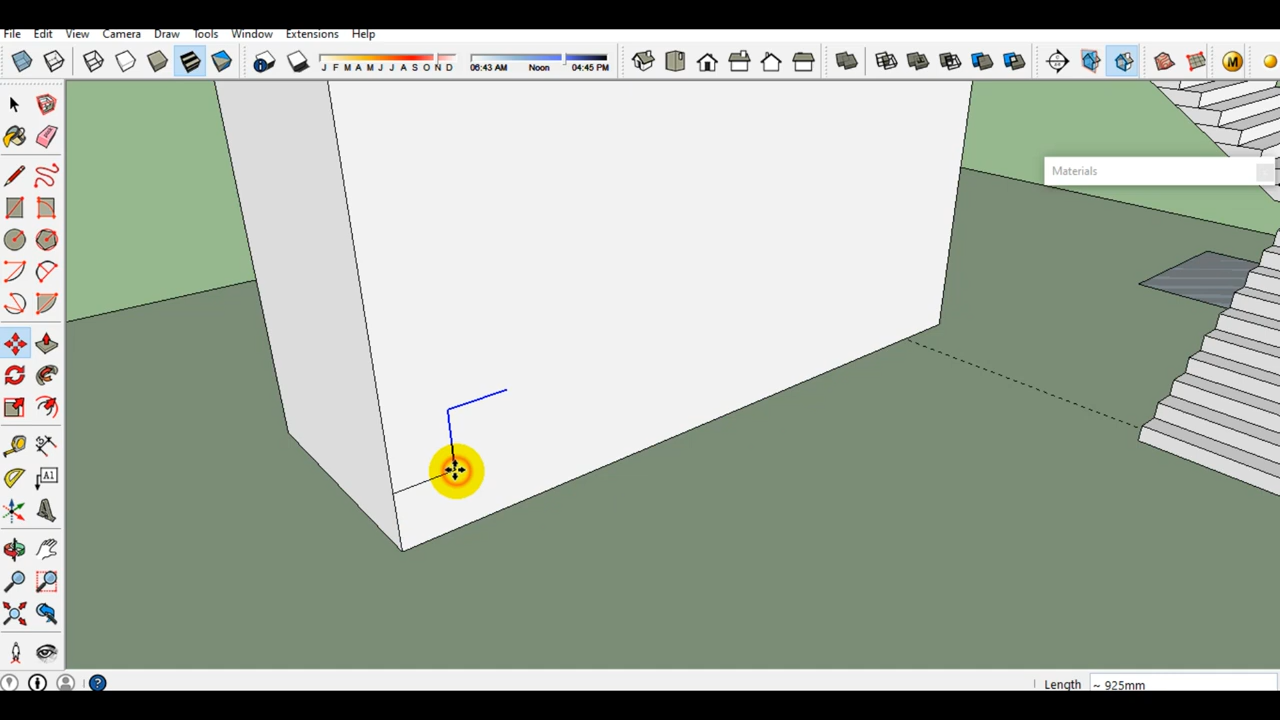 File Edit View Camera Draw Tools Window Extensions Help
J F M A M J J A S O N D 06:43 AM Noon 04:45 PM
M
Materials
A1
Length ~ 925mm